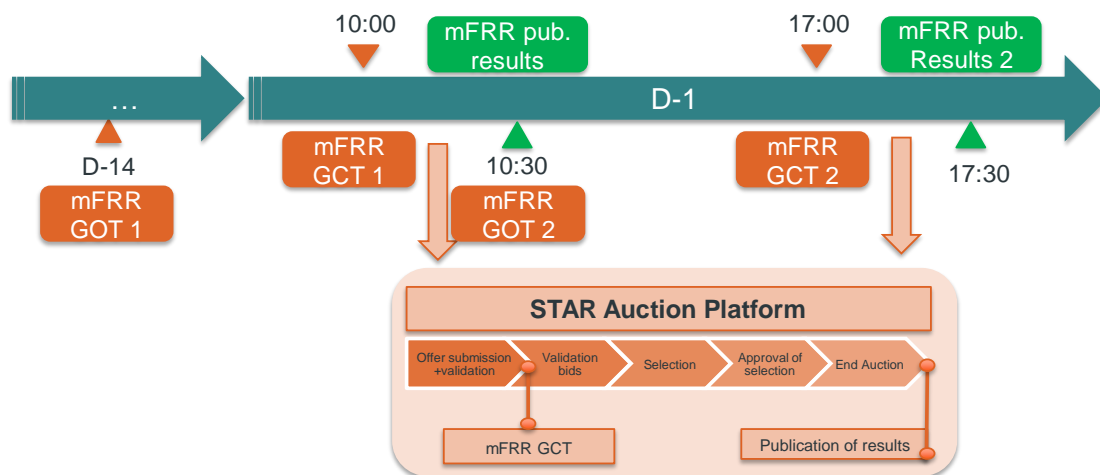 10:00
mFRR pub.
results
17:00
mFRR pub.
Results 2
...
D-1
D-14
mFRR
GOT 1
mFRR
GCT 1
10:30
mFRR
GOT 2
mFRR
GCT 2
17:30
STAR Auction Platform
Offer submission
+validation
Validation
bids
Selection
Approval of
selection
End Auction
mFRR GCT
Publication of results